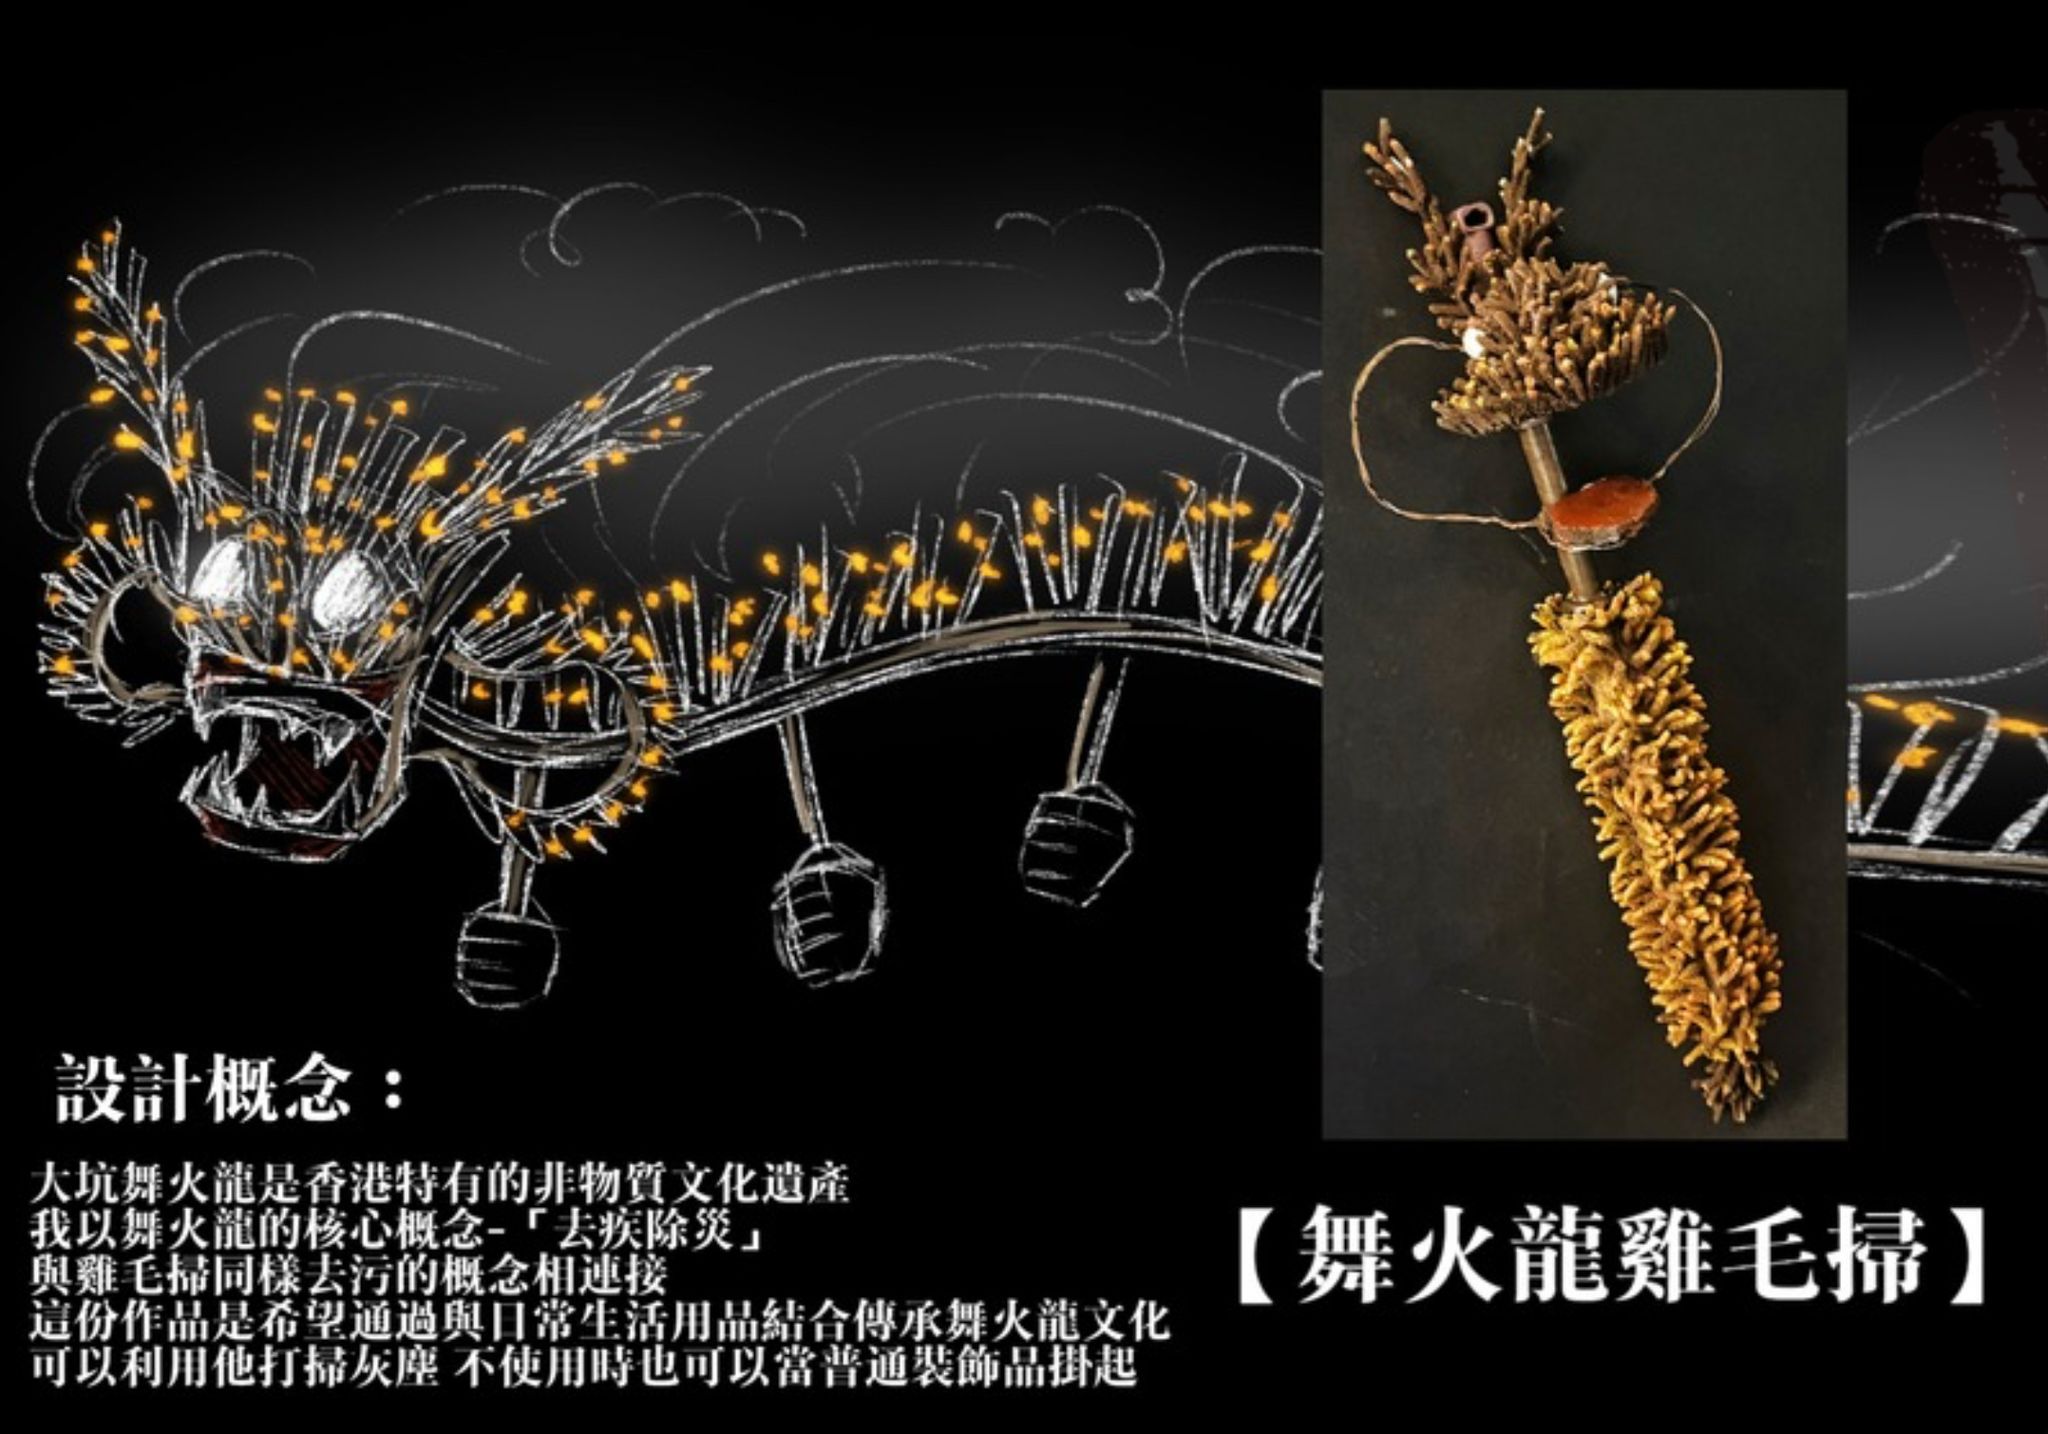 設計概念：
大坑舞火龍是香港特有的非物質文化遺產
我以舞火龍的核心概念-「去疾除災」
與雞毛掃同樣去污的概念相連接
這份作品是希望通過與日常生活用品結合傳承舞火龍文化
可以利用他打掃灰塵 不使用時也可以當普通裝飾品掛起
【舞火龍雞毛掃】